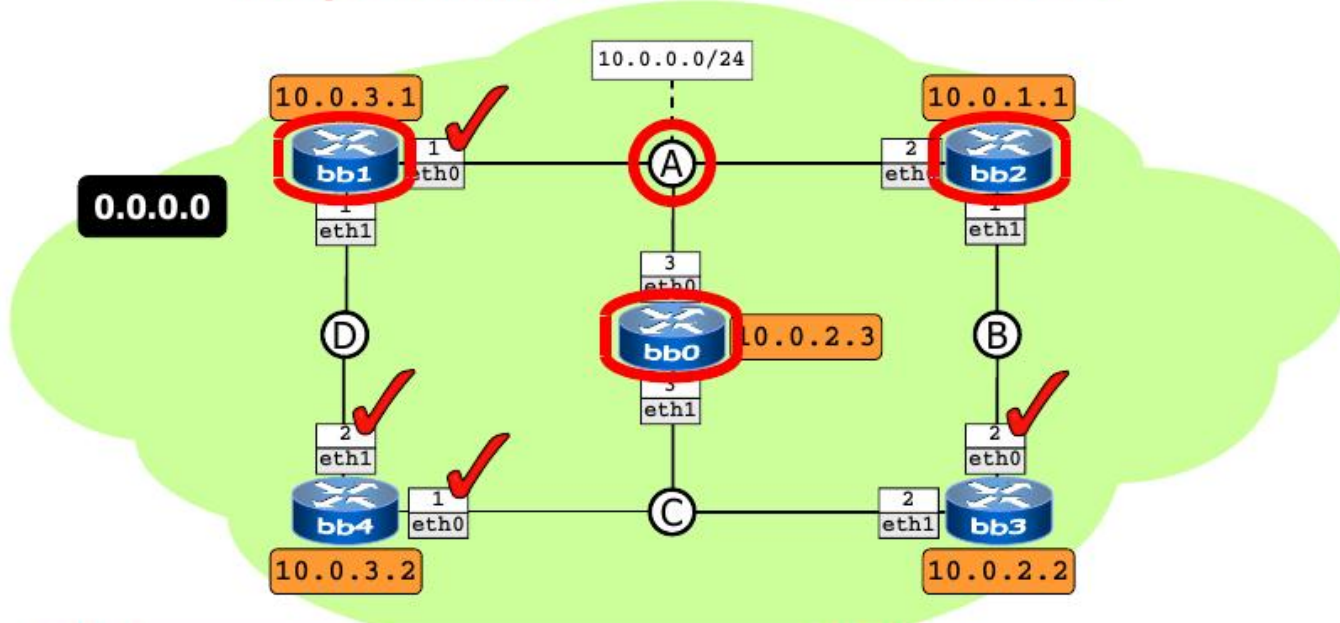 10.0.0.0/24
10.0.3.1
10.0.1.1
bb1
1
eth0
A
2
eth
bb2
0.0.0.0
1
eth1
1
eth1
3
eth0
D
bb0
10.0.2.3
B
3
eth1
2
eth1
2
eth0
bb4
1
eth0
C
2
eth1
bb3
10.0.3.2
10.0.2.2